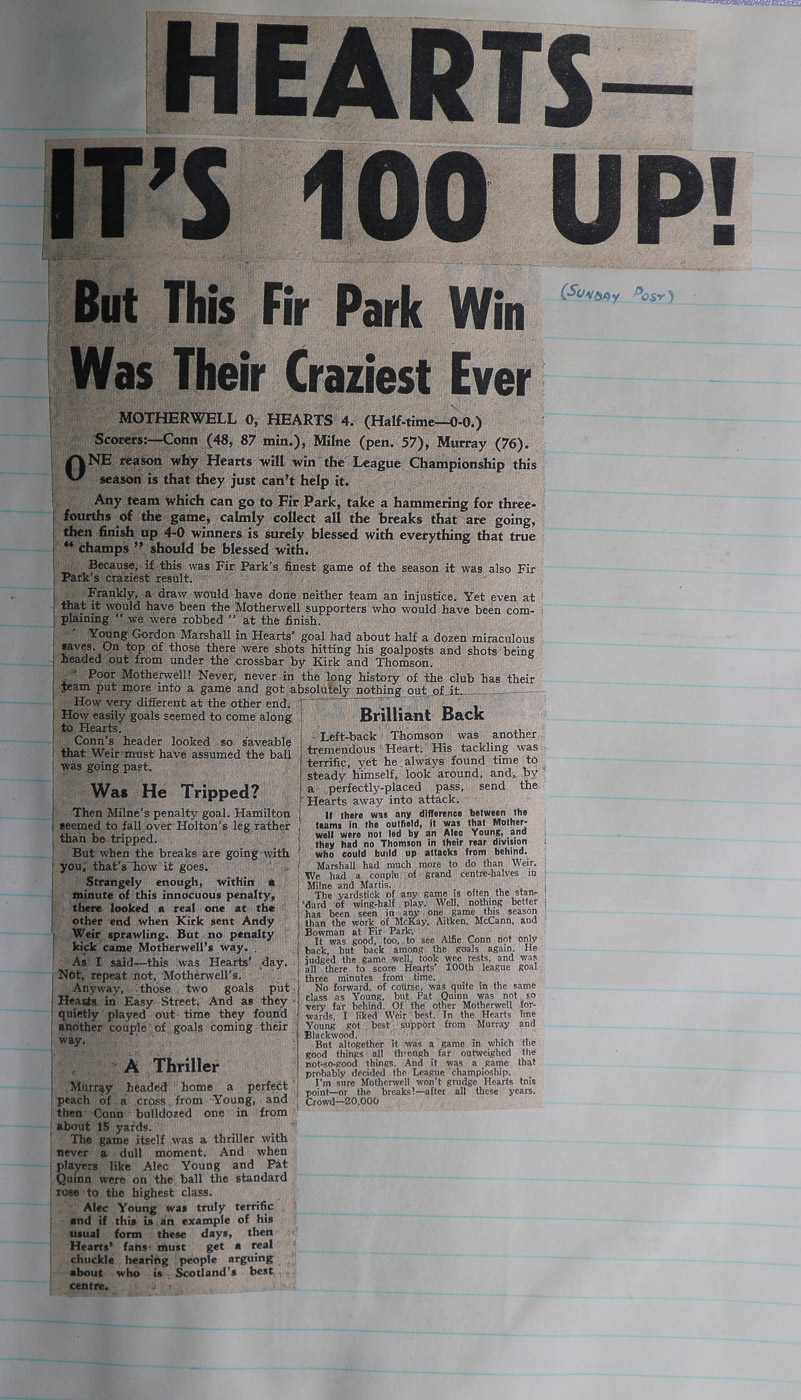 HEARTS—
IT'S 100 UP!
(SUNDAY POST)
But This Fir Park Win
Was Their Craziest Ever
MOTHERWELL 0, HEARTS 4. (Half-time—0-0.)
Scorers:—Conn (48, 87 min.), Milne (pen. 57), Murray (76).
ONE reason why Hearts will win the League Championship this
season is that they just can't help it.
Any team which can go to Fir Park, take a hammering for three-
fourths of the game, calmly collect all the breaks that are going,
then finish up 4-0 winners is surely blessed with everything that true
" champs " should be blessed with.
Because, if this was Fir Park's finest game of the season it was also Fir
Park's craziest result.
Frankly, a draw would have done neither team an injustice. Yet even at
that it would have been the Motherwell supporters who would have been com-
plaining " we were robbed " at the finish.
Young Gordon Marshall in Hearts' goal had about half a dozen miraculous
saves. On top of those there were shots hitting his goalposts and shots being
headed out from under the crossbar by Kirk and Thomson.
Poor Motherwell! Never, never in the long history of the club has their
team put more into a game and got absolutely nothing out of it.
How very different at the other end.
How easily goals seemed to come along
to Hearts.
Conn's header looked so saveable
that Weir must have assumed the ball
was going past.
Was He Tripped?
Then Milne's penalty goal. Hamilton
seemed to fall over Holton's leg rather
than be tripped.
But when the breaks are going with
you, that's how it goes.
Strangely enough, within a
minute of this innocuous penalty,
there looked a real one at the
other end when Kirk sent Andy
Weir sprawling. But no penalty
kick came Motherwell's way.
As I said—this was Hearts' day.
Not, repeat not, Motherwell's.
Anyway, those two goals put
Hearts in Easy Street. And as they
quietly played out time they found
another couple of goals coming their
way.
A Thriller
Murray headed home a perfect
peach of a cross from Young, and
then Conn bulldozed one in from
about 15 yards.
The game itself was a thriller with
never a dull moment. And when
players like Alec Young and Pat
Quinn were on the ball the standard
rose to the highest class.
Alec Young was truly terrific
and if this is an example of his
usual form these days, then
Hearts' fans must get a real
chuckle hearing people arguing
about who is Scotland's best
centre.
Brilliant Back
Left-back Thomson was another
tremendous Heart. His tackling was
terrific, yet he always found time to
steady himself, look around, and, by
a perfectly-placed pass, send the
Hearts away into attack.
If there was any difference between the
teams in the outfield, it was that Mother-
well were not led by an Alec Young, and
they had no Thomson in their rear division
who could build up attacks from behind.
Marshall had much more to do than Weir.
We had a couple of grand centre-halves in
Milne and Martis.
The yardstick of any game is often the stan-
dard of wing-half play. Well, nothing better
has been seen in any one game this season
than the work of McKay, Aitken, McCann, and
Bowman at Fir Park.
It was good, too, to see Alfie Conn not only
back, but back among the goals again. He
judged the game well, took wee rests, and was
all there to score Hearts' 100th league goal
three minutes from time.
No forward, of course, was quite in the same
class as Young, but Pat Quinn was not so
very far behind. Of the other Motherwell for-
wards, I liked Weir best. In the Hearts line
Young got best support from Murray and
Blackwood.
But altogether it was a game in which the
good things all through far outweighed the
not-so-good things. And it was a game that
probably decided the League champioship.
I'm sure Motherwell won't grudge Hearts tnis
point—or the breaks!—after all these years.
Crowd—20,000